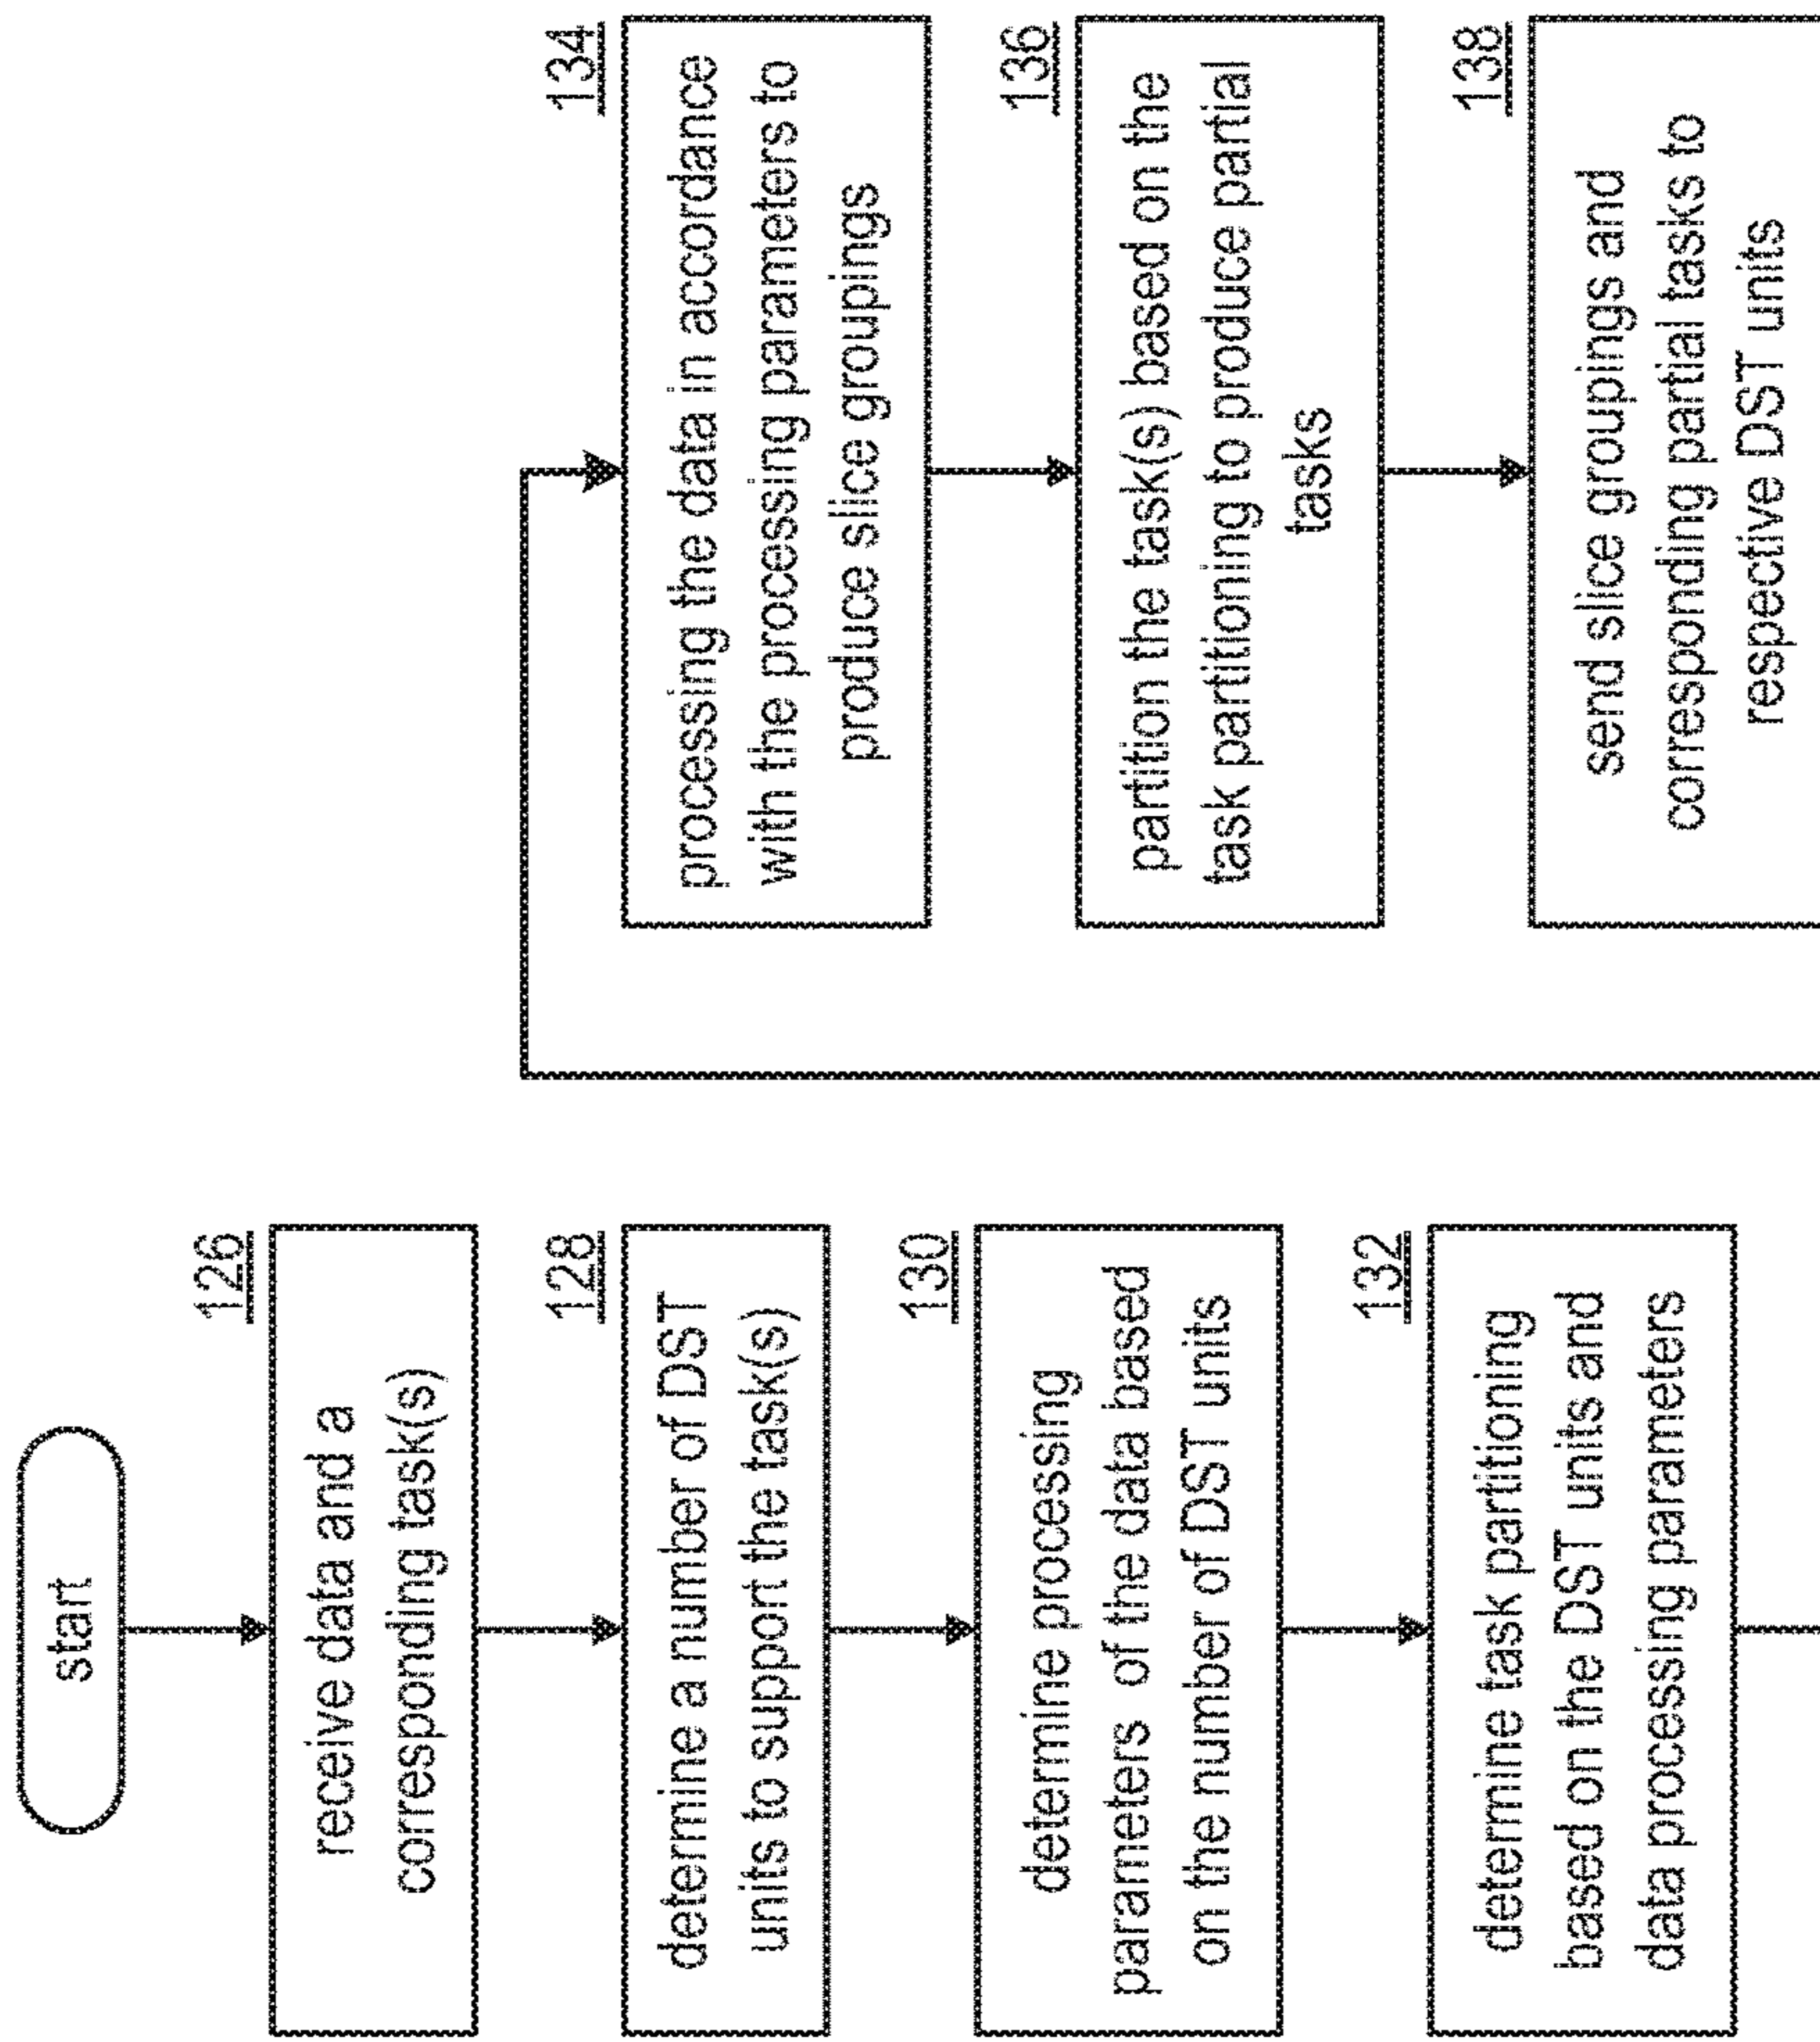 start
126
receive data and a
corresponding task(s)
128
determine a number of DST
units to support the task(s)
130
determine processing
parameters of the data based
on the number of DST units
132
determine task partitioning
based on the DST units and
data processing parameters
134
processing the data in accordance
with the processing parameters to
produce slice groupings
136
partition the task(s) based on the
task partitioning to produce partial
tasks
138
send slice groupings and
corresponding partial tasks to
respective DST units